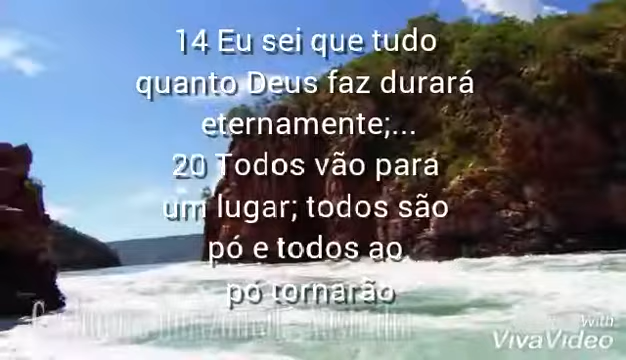 14 Eu sei que tudo
quanto Deus faz durará
eternamente;...
20 Todos vão para
um lugar; todos são
pó e todos ao
pó tornarão
With
VivaVideo